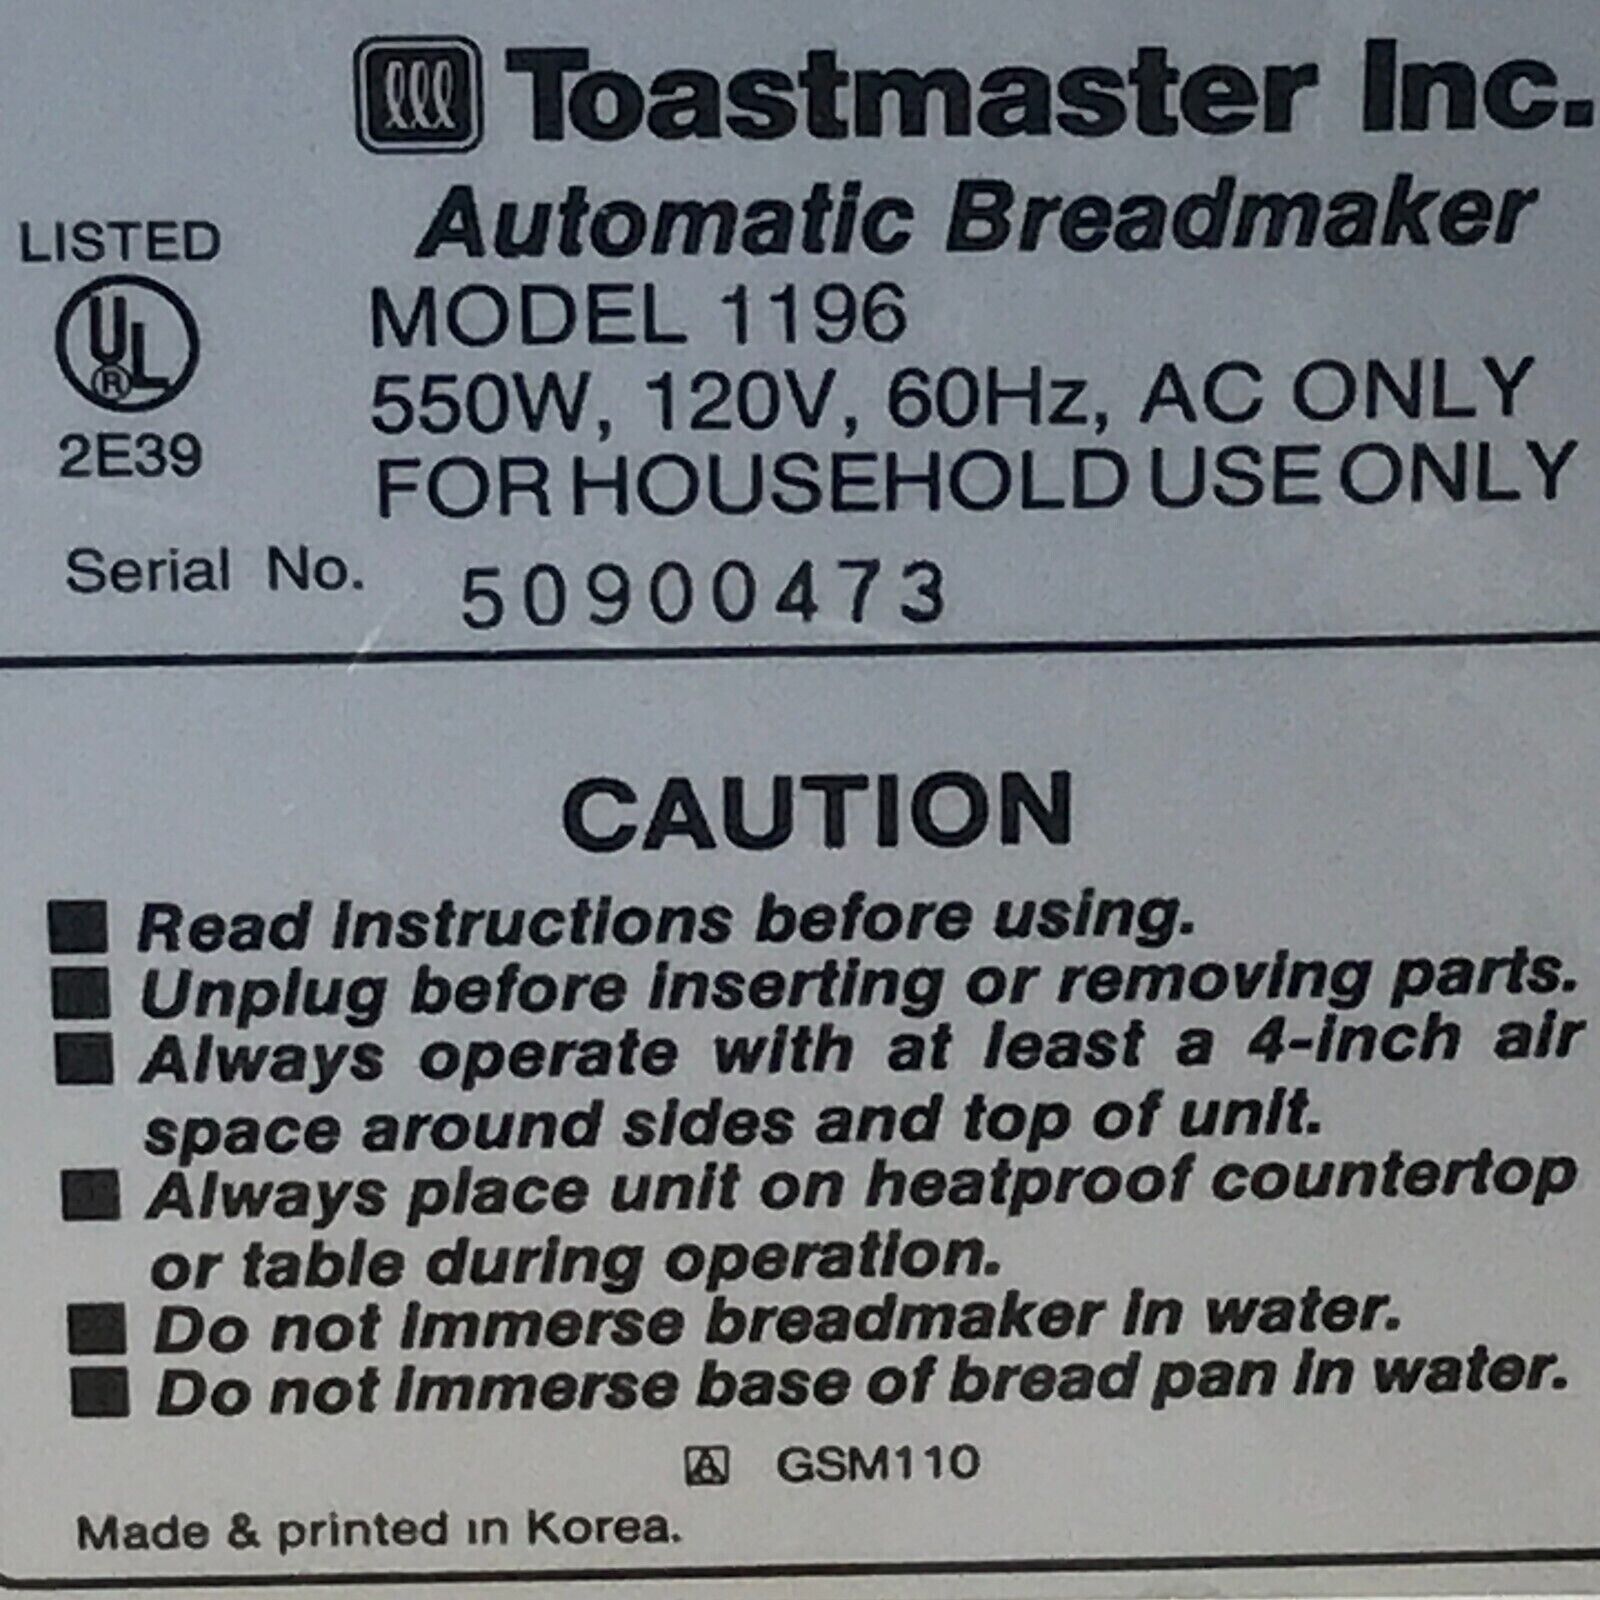 Toastmaster Inc.
Automatic Breadmaker
LISTED
MODEL 1196
UL
®
550W, 120V, 60Hz, AC ONLY
2E39
FOR HOUSEHOLD USE ONLY
Serial No. 50900473
CAUTION
■ Read instructions before using.
■ Unplug before inserting or removing parts.
■ Always operate with at least a 4-inch air
space around sides and top of unit.
■ Always place unit on heatproof countertop
or table during operation.
■ Do not immerse breadmaker in water.
■ Do not immerse base of bread pan in water.
A GSM110
Made & printed in Korea.